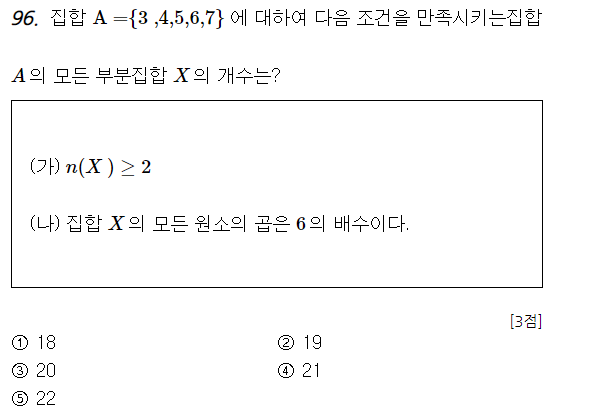 96. 집합 A ={3 ,4,5,6,7} 에 대하여 다음 조건을 만족시키는집합
A의 모든 부분집합 X의 개수는?
(가) n(X ) ≥ 2
(나) 집합 X의 모든 원소의 곱은 6의 배수이다.
[3점]
① 18 ② 19
③ 20 ④ 21
⑤ 22